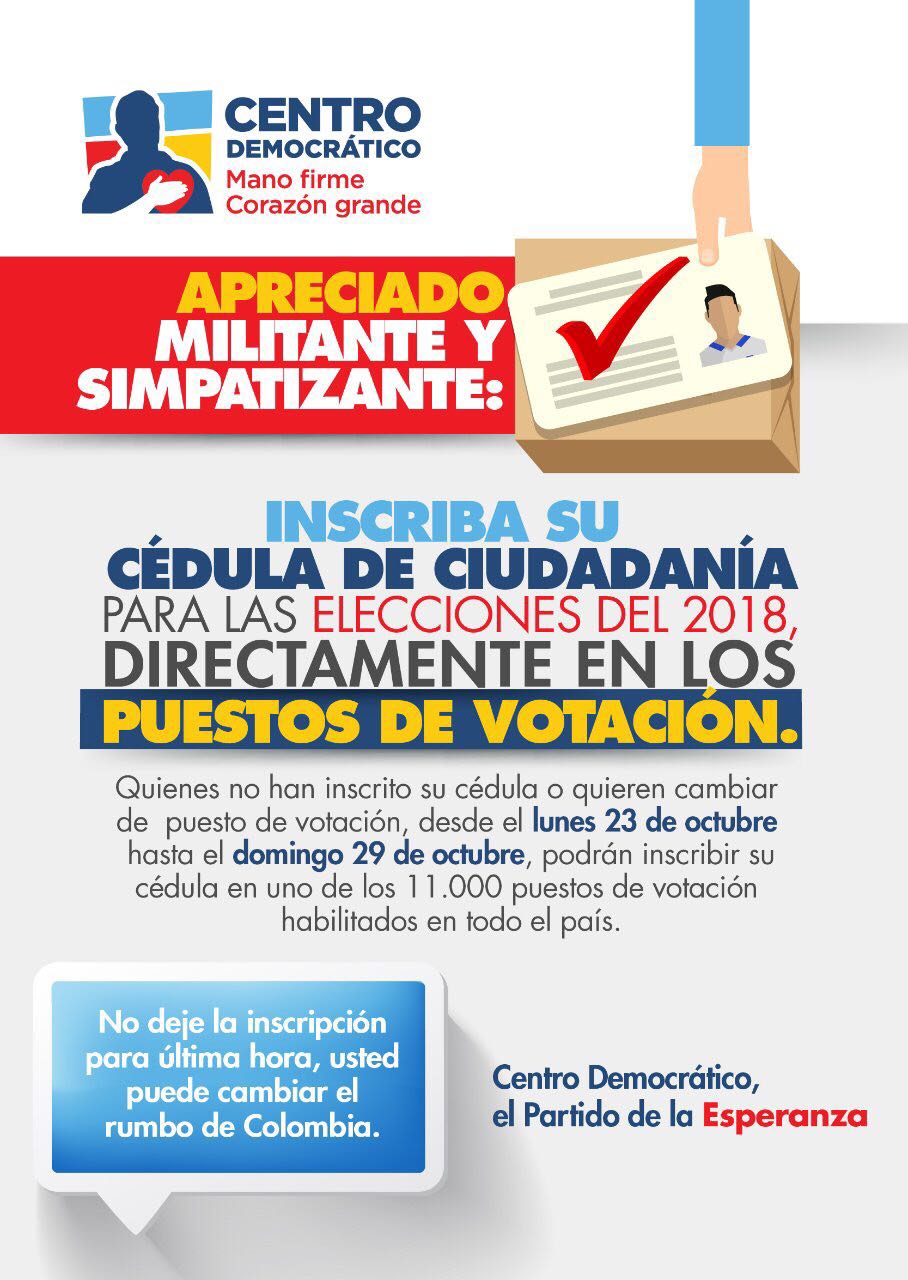 CENTRO
DEMOCRÁTICO
Mano firme
Corazón grande
APRECIADO
MILITANTE Y
SIMPATIZANTE:
INSCRIBA SU
CÉDULA DE CIUDADANÍA
PARA LAS ELECCIONES DEL 2018,
DIRECTAMENTE EN LOS
PUESTOS DE VOTACIÓN.
Quienes no han inscrito su cédula o quieren cambiar
de puesto de votación, desde el lunes 23 de octubre
hasta el domingo 29 de octubre, podrán inscribir su
cédula en uno de los 11.000 puestos de votación
habilitados en todo el país.
No deje la inscripción
para última hora, usted
puede cambiar el
rumbo de Colombia.
Centro Democrático,
el Partido de la Esperanza